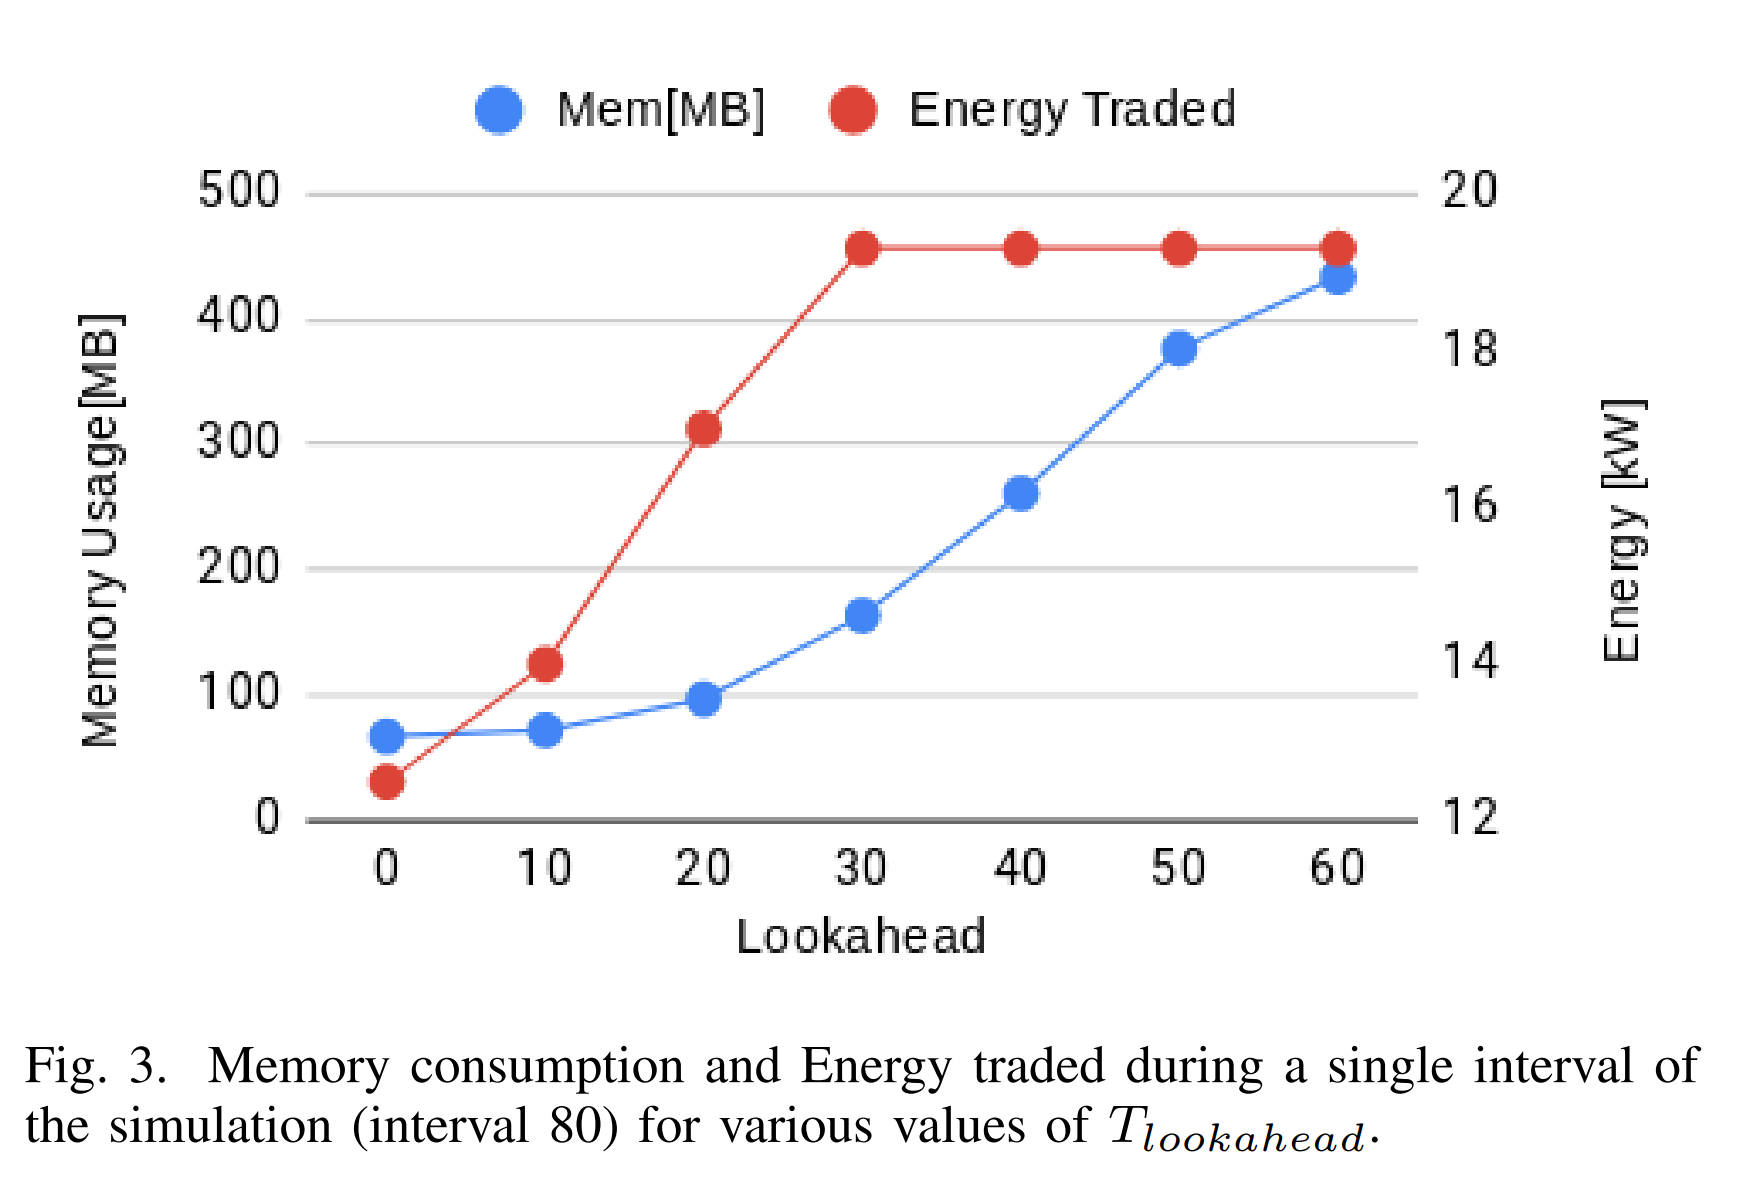 Mem[MB] Energy Traded
500
400
300
200
100
0
Memory Usage[MB]
20
18
16
14
12
Energy [kW]
0 10 20 30 40 50 60
Lookahead
Fig. 3. Memory consumption and Energy traded during a single interval of
the simulation (interval 80) for various values of T_lookahead.